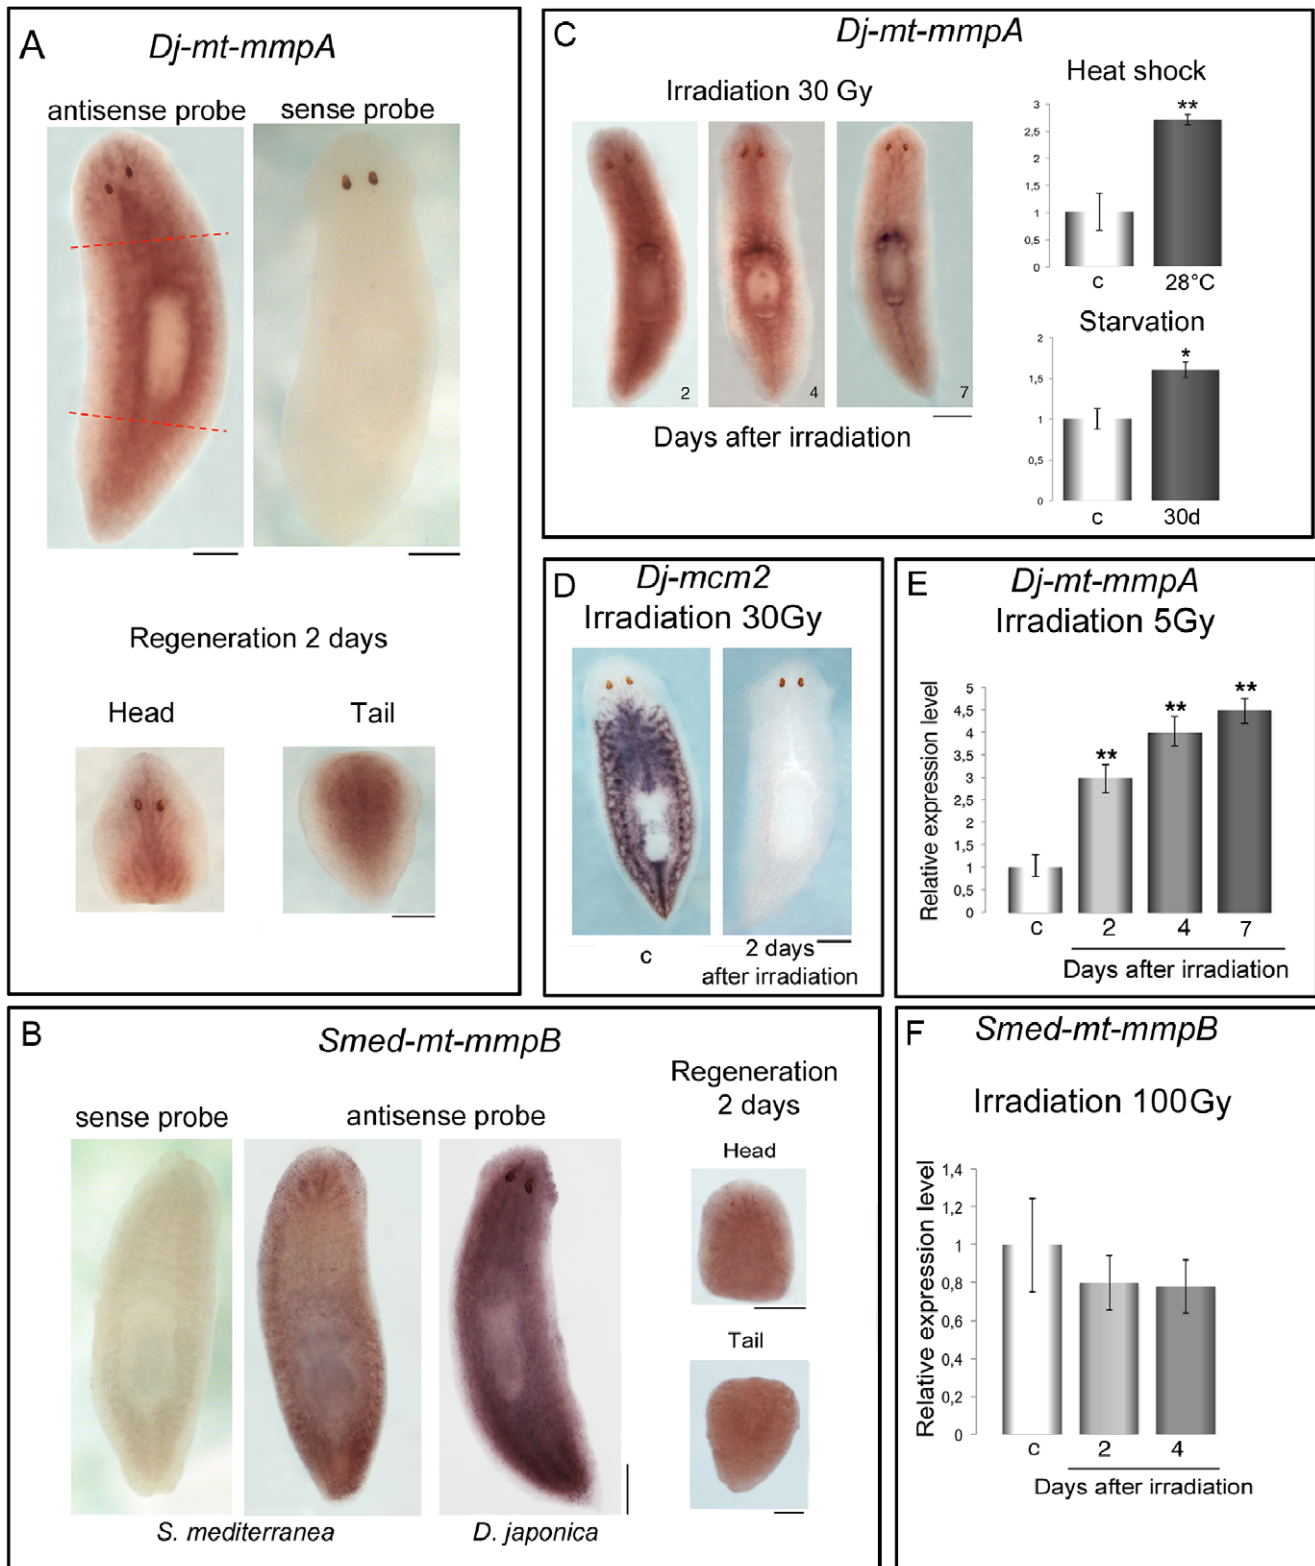 A
Dj-mt-mmpA
antisense probe
sense probe
Regeneration 2 days
Head
Tail
C
Dj-mt-mmpA
Irradiation 30 Gy
2
4
7
Days after irradiation
Heat shock
3
2,5
2
1,5
1
0,5
0
**
c
28°C
Starvation
2
1,5
1
0,5
0
*
c
30d
D
Dj-mcm2
Irradiation 30Gy
c
2 days
after irradiation
E
Dj-mt-mmpA
Irradiation 5Gy
Relative expression level
5
4,5
4
3,5
3
2,5
2
1,5
1
0,5
0
**
**
**
c
2
4
7
Days after irradiation
B
Smed-mt-mmpB
sense probe
antisense probe
S. mediterranea
D. japonica
Regeneration
2 days
Head
Tail
F
Smed-mt-mmpB
Irradiation 100Gy
Relative expression level
1,4
1,2
1
0,8
0,6
0,4
0,2
0
c
2
4
Days after irradiation